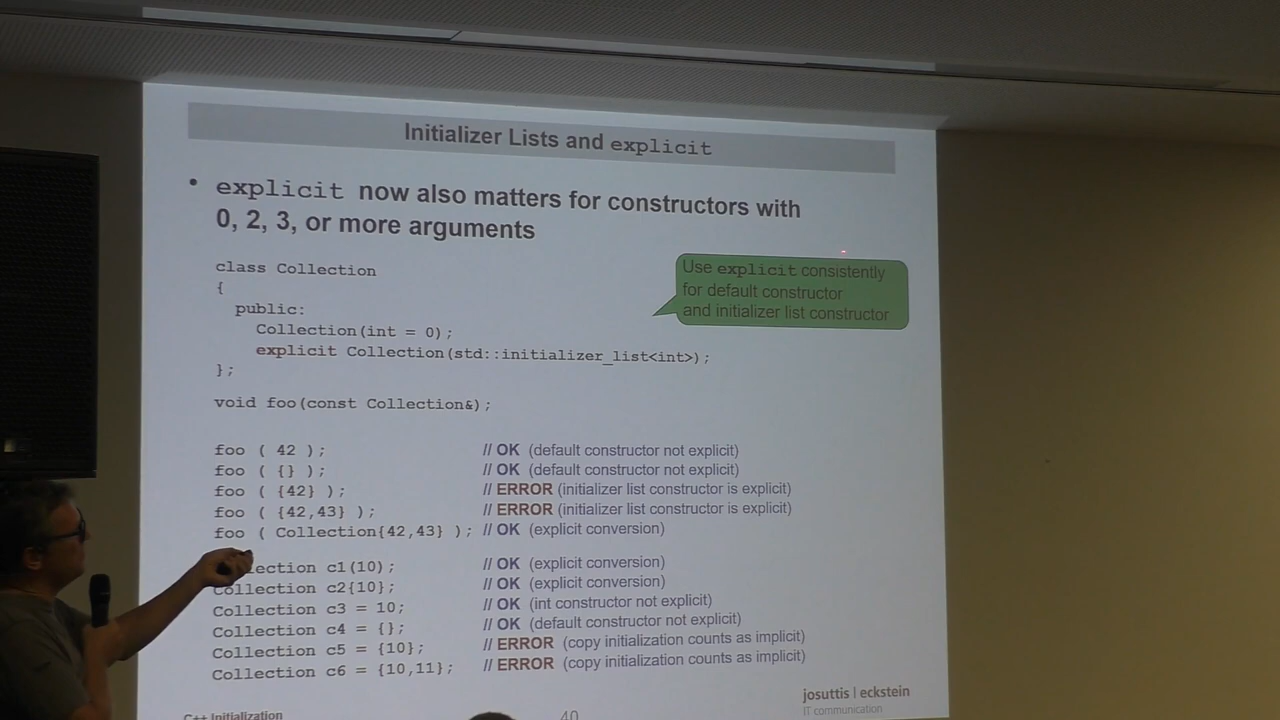 Initializer Lists and explicit
• explicit now also matters for constructors with
0, 2, 3, or more arguments
Use explicit consistently
for default constructor
and initializer list constructor
class Collection
{
public:
Collection(int = 0);
explicit Collection(std::initializer_list<int>);
};
void foo(const Collection&);
foo ( 42 ); // OK (default constructor not explicit)
foo ( {} ); // OK (default constructor not explicit)
foo ( {42} ); // ERROR (initializer list constructor is explicit)
foo ( {42,43} ); // ERROR (initializer list constructor is explicit)
foo ( Collection{42,43} ); // OK (explicit conversion)
lection c1(10); // OK (explicit conversion)
Collection c2{10}; // OK (explicit conversion)
Collection c3 = 10; // OK (int constructor not explicit)
Collection c4 = {}; // OK (default constructor not explicit)
Collection c5 = {10}; // ERROR (copy initialization counts as implicit)
Collection c6 = {10,11}; // ERROR (copy initialization counts as implicit)
josuttis | eckstein
IT communication
C++ Initialization
40